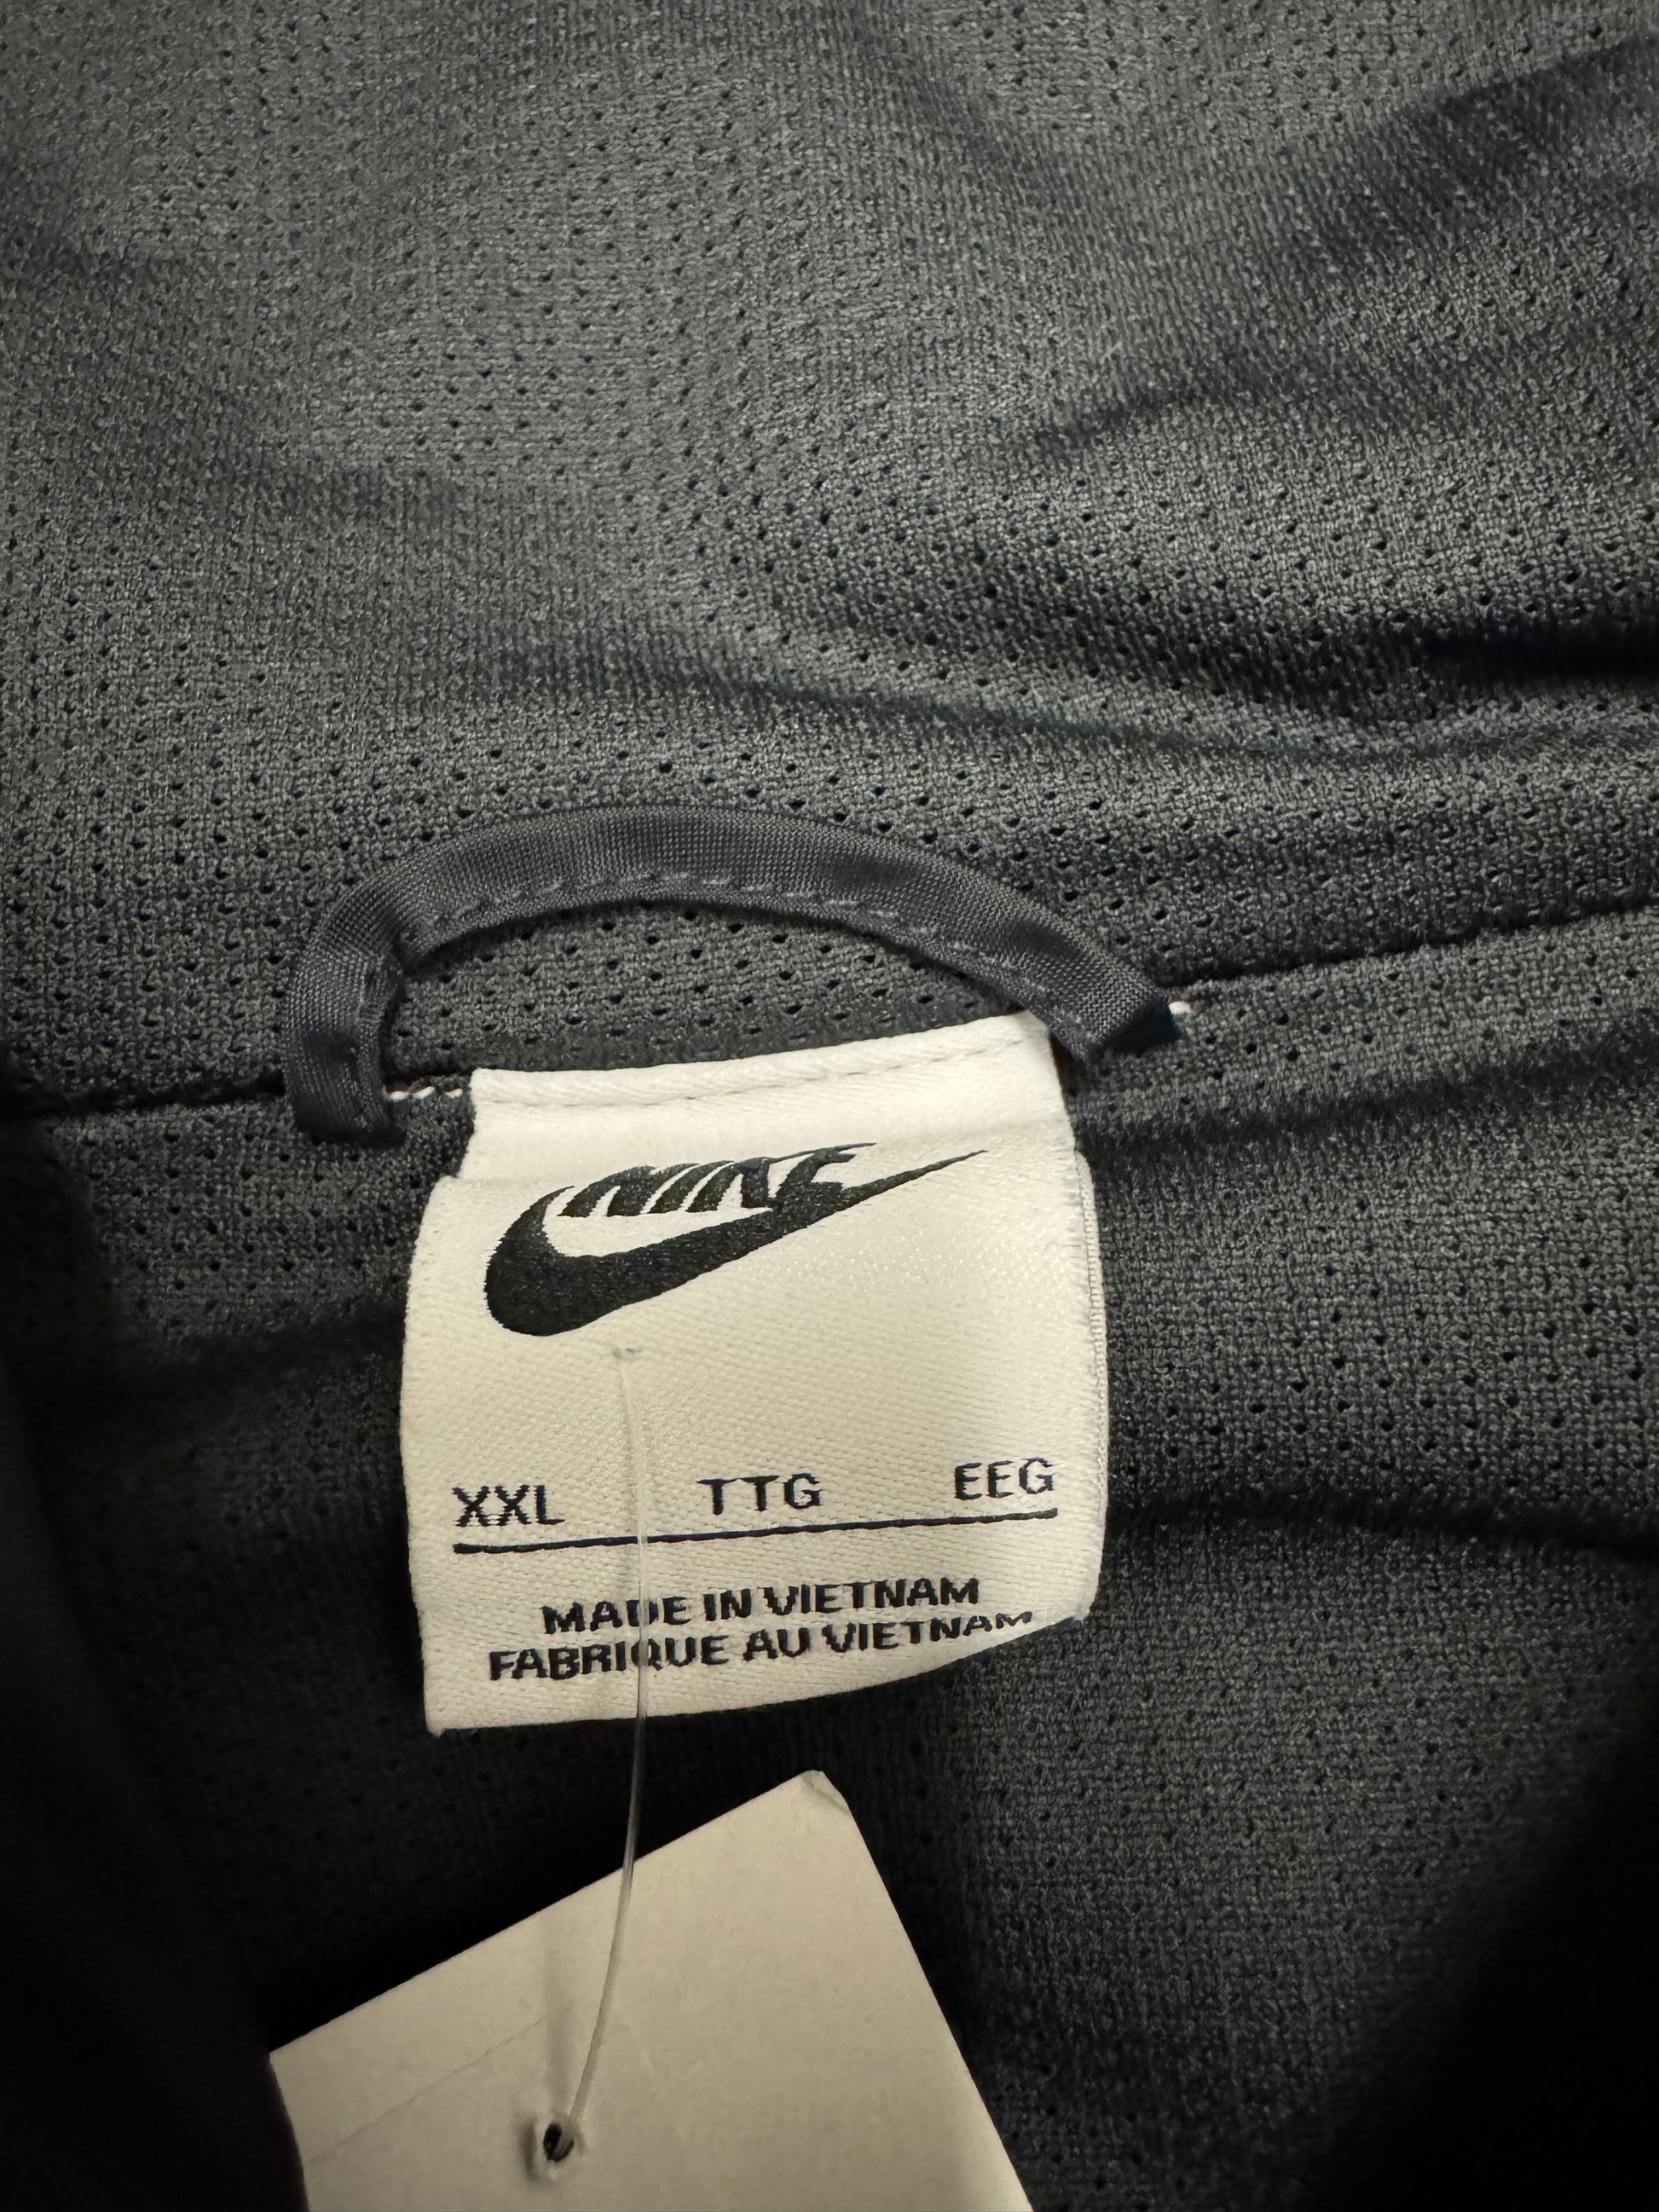 NIKE
XXL TTG EEG
MADE IN VIETNAM
FABRIQUE AU VIETNAM